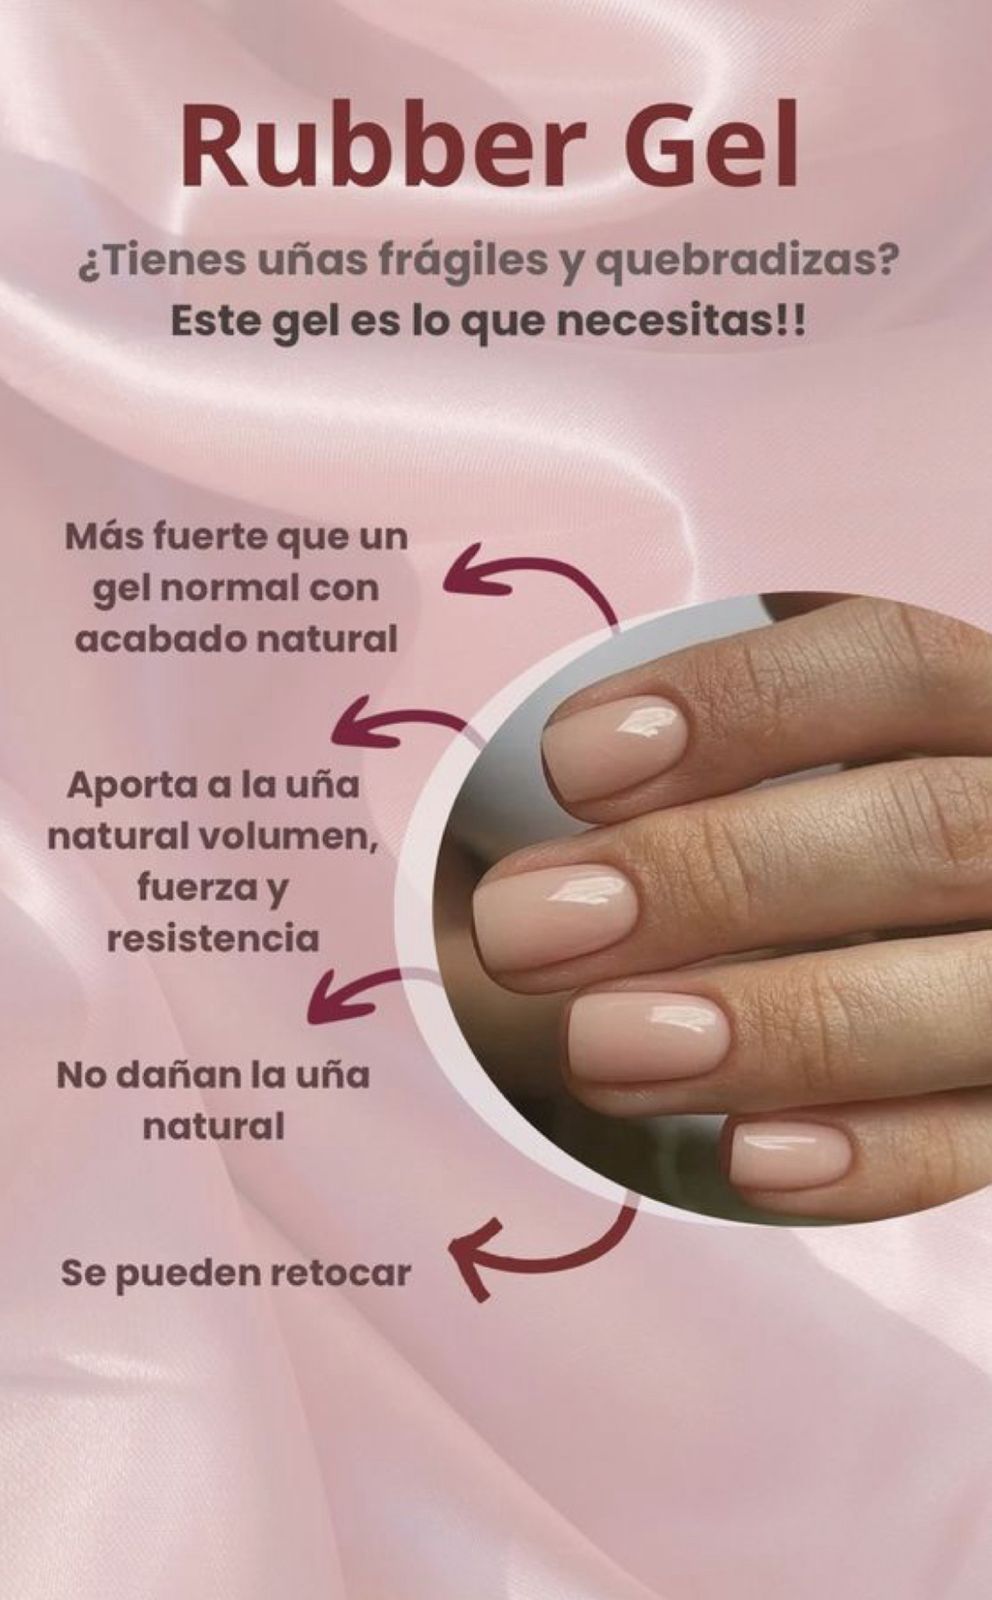 Rubber Gel
¿Tienes uñas frágiles y quebradizas?
Este gel es lo que necesitas!!
Más fuerte que un
gel normal con
acabado natural
Aporta a la uña
natural volumen,
fuerza y
resistencia
No dañan la uña
natural
Se pueden retocar